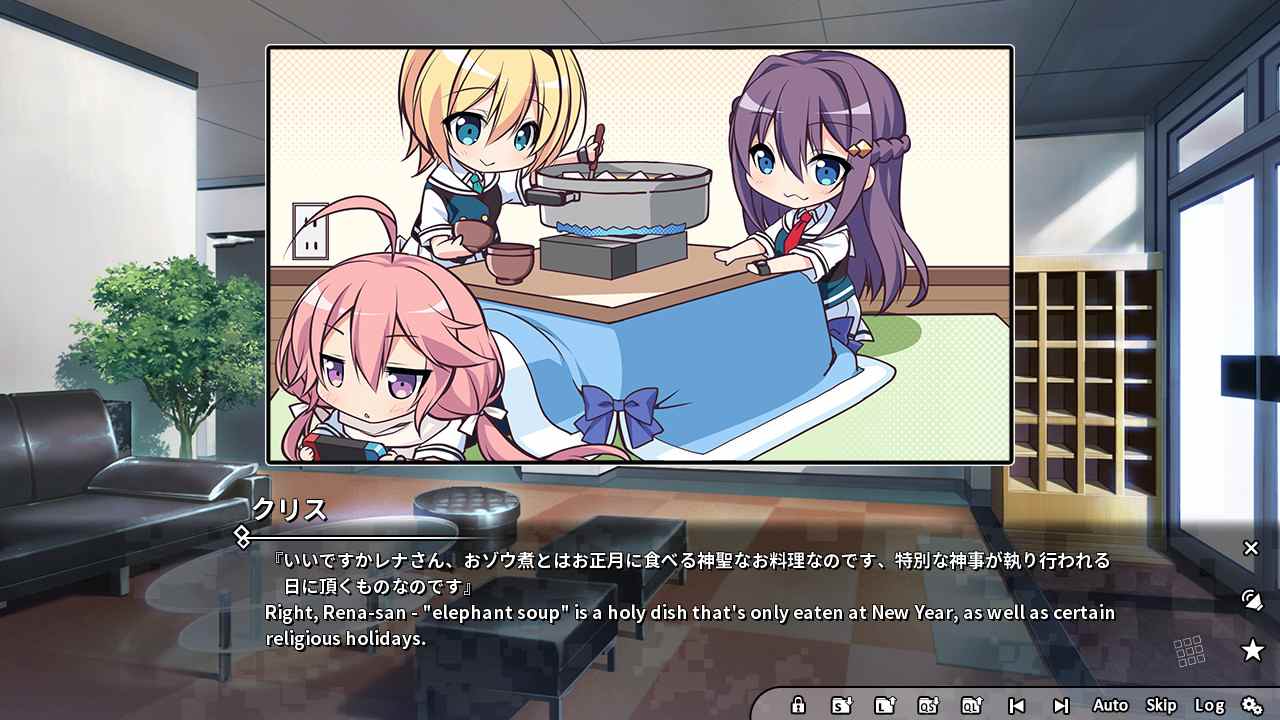 クリス
『いいですかレナさん、おゾウ煮とはお正月に食べる神聖なお料理なのです、特別な神事が執り行われる
日に頂くものなのです』
Right, Rena-san - "elephant soup" is a holy dish that's only eaten at New Year, as well as certain
religious holidays.
S L QS QL Auto Skip Log